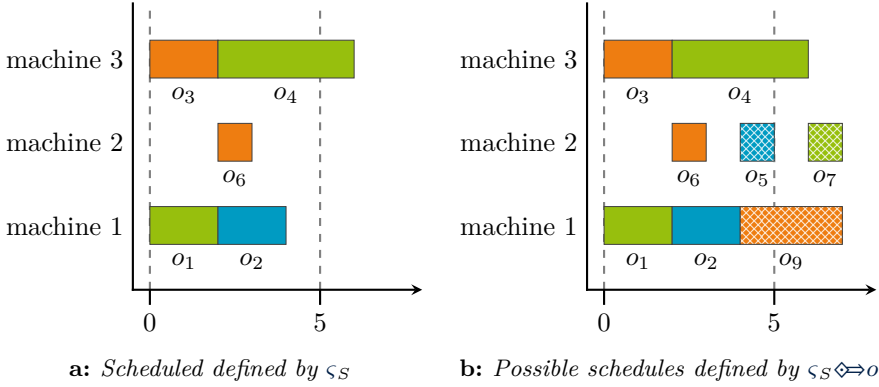 machine 3
o3 o4
machine 2
o6
machine 1
o1 o2
0 5
a: Scheduled defined by ςS
machine 3
o3 o4
machine 2
o6 o5 o7
machine 1
o1 o2 o9
0 5
b: Possible schedules defined by ςS⟐⇒o